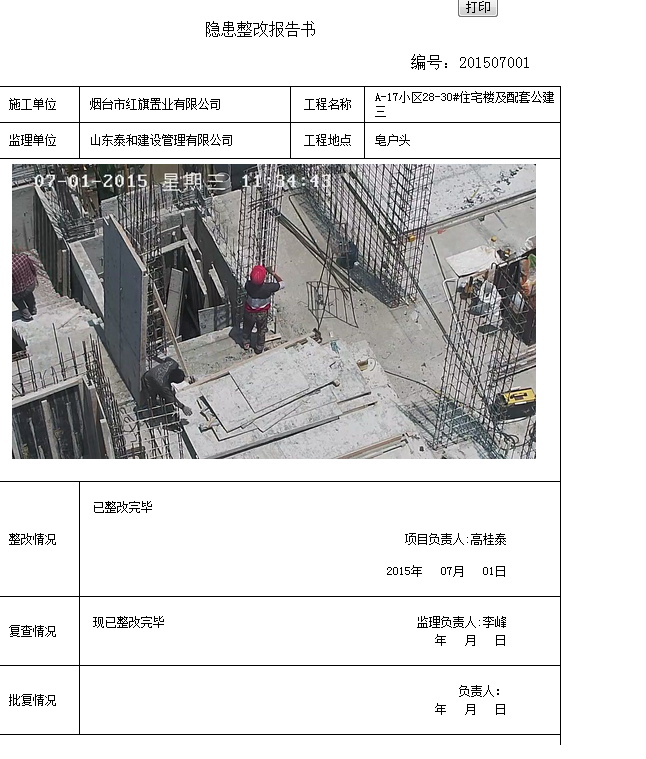 打印
隐患整改报告书
编号：201507001
施工单位 烟台市红旗置业有限公司 工程名称 A-17小区28-30#住宅楼及配套公建
三
监理单位 山东泰和建设管理有限公司 工程地点 皂户头
07-01-2015 星期三 11:34:43
已整改完毕
整改情况 项目负责人:高桂泰
2015年 07月 01日
现已整改完毕 监理负责人:李峰
复查情况
年 月 日
负责人:
批复情况
年 月 日